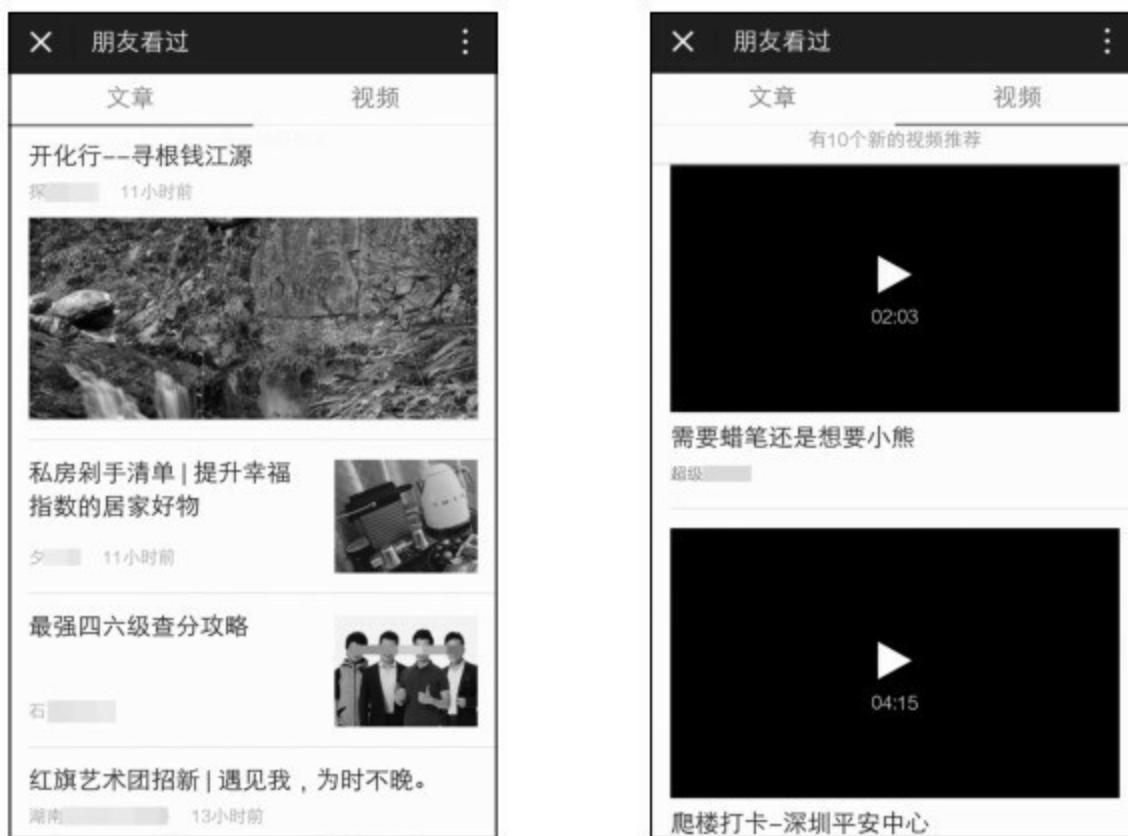 朋友看过
文章 视频
开化行--寻根钱江源
探 11小时前
私房剁手清单 | 提升幸福
指数的居家好物
夕 11小时前
最强四六级查分攻略
石
红旗艺术团招新 | 遇见我，为时不晚。
湖南 13小时前
朋友看过
文章 视频
有10个新的视频推荐
02:03
需要蜡笔还是想要小熊
超级
04:15
爬楼打卡-深圳平安中心